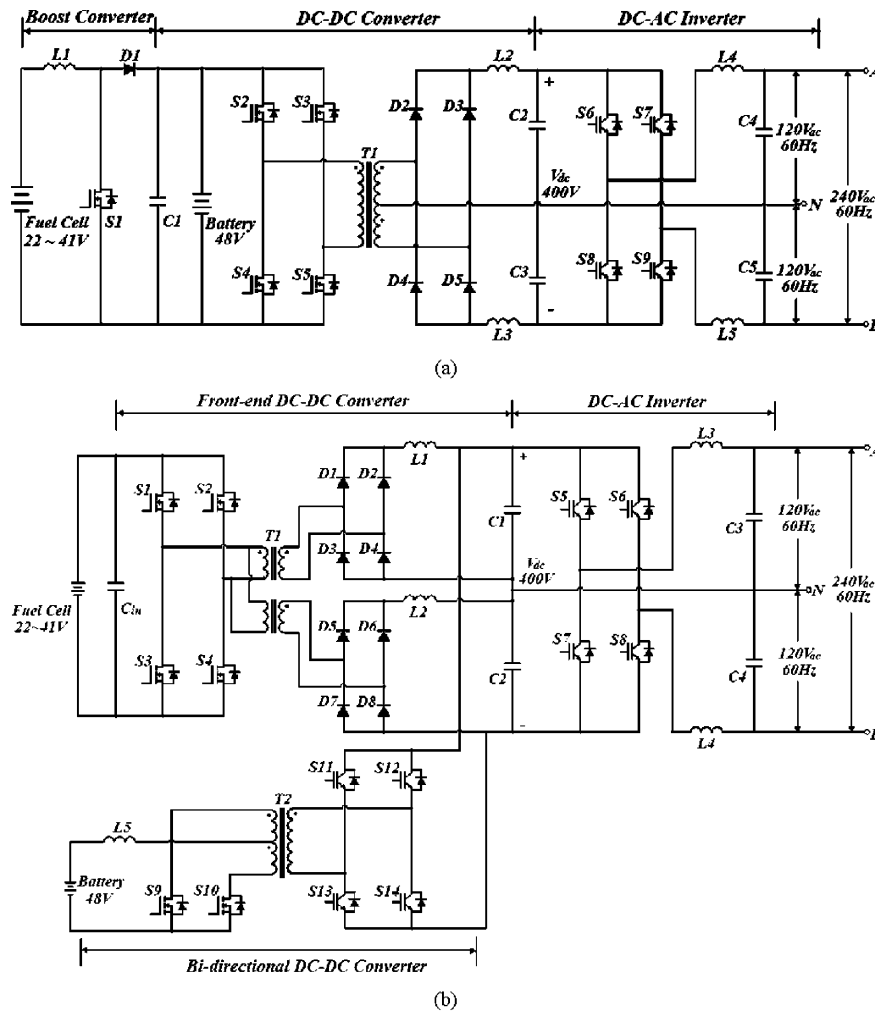 Boost Converter DC-DC Converter DC-AC Inverter
L1 D1 L2 L4 A
S2 S3 D2 D3 + S6 S7
C2 C4 120Vac
60Hz
T1
Vdc
400V
S1 C1 N 240Vac
60Hz
Fuel Cell
22 ~ 41V
Battery
48V
S4 S5 D4 D5 C3 S8 S9 C5 120Vac
60Hz
-
L3 L5
(a)
Front-end DC-DC Converter DC-AC Inverter
L3 A
L1
D1 D2 +
S1 S2 S5 S6
C1 C3 120Vac
60Hz
T1 D3 D4
Vdc
400V
Fuel Cell
22~41V
Cin L2 N 240Vac
60Hz
D5 D6
S3 S4 S7 S8
C2 C4 120Vac
60Hz
D7 D8
-
L4
S11 S12
T2
L5
Battery
48V
S9 S10 S13 S14
Bi-directional DC-DC Converter
(b)